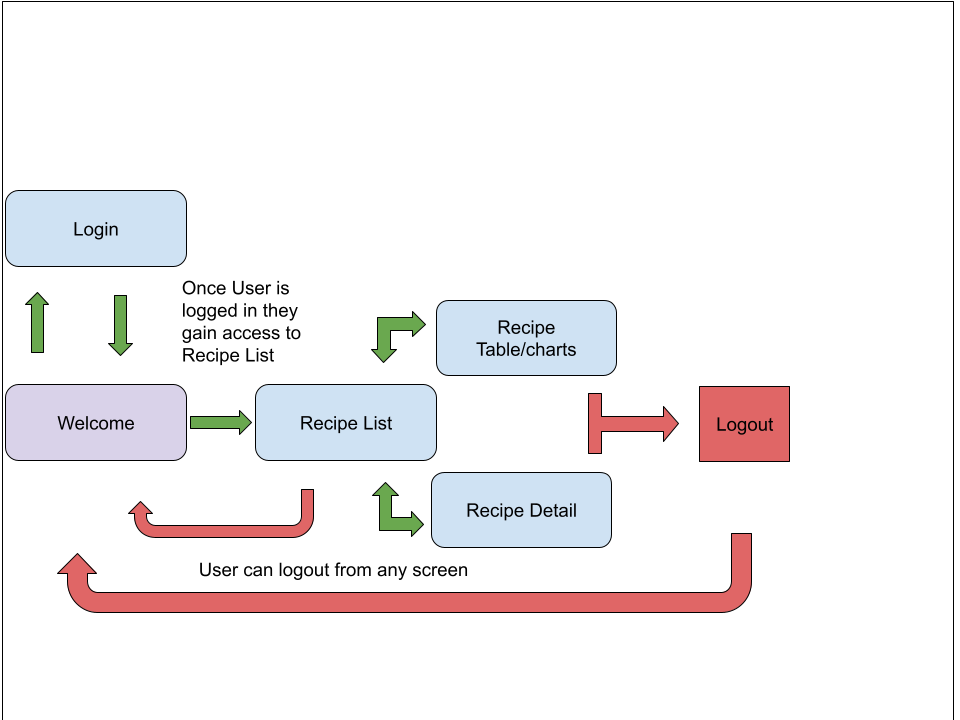 Login
Once User is
logged in they
gain access to
Recipe List
Recipe
Table/charts
Welcome
Recipe List
Logout
Recipe Detail
User can logout from any screen